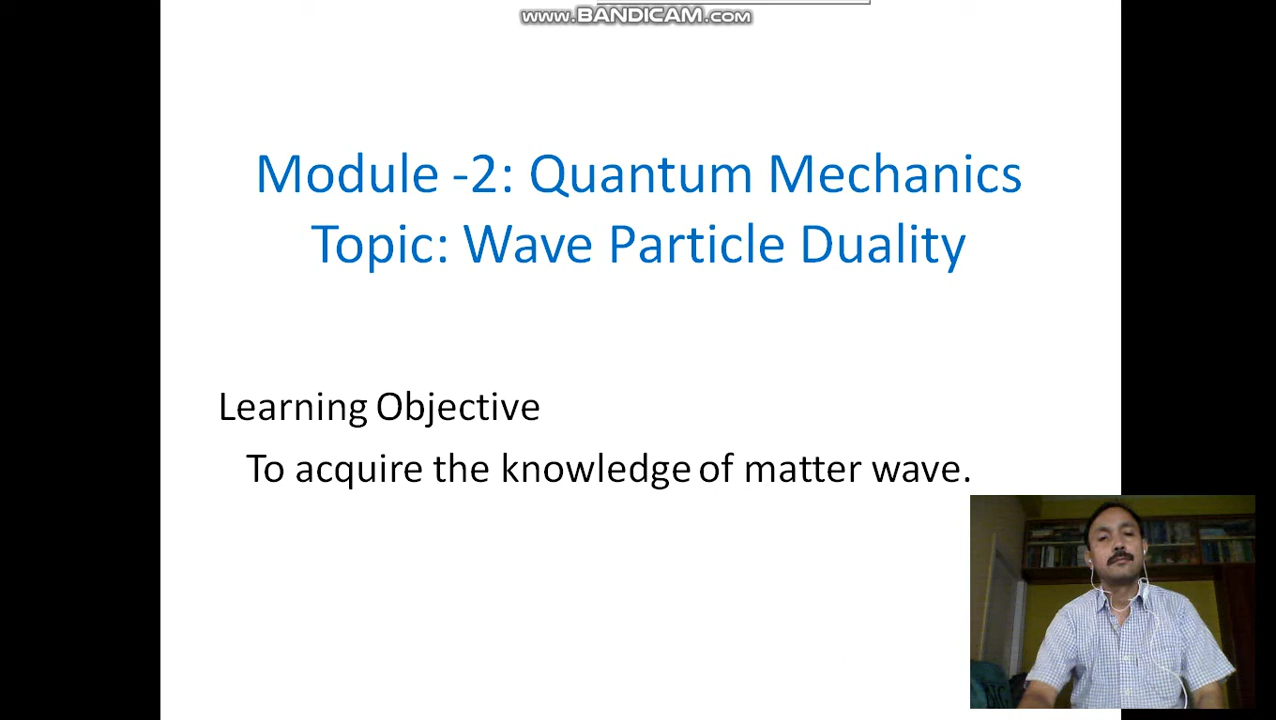 www.BANDICAM.com
Module -2: Quantum Mechanics
Topic: Wave Particle Duality
Learning Objective
To acquire the knowledge of matter wave.